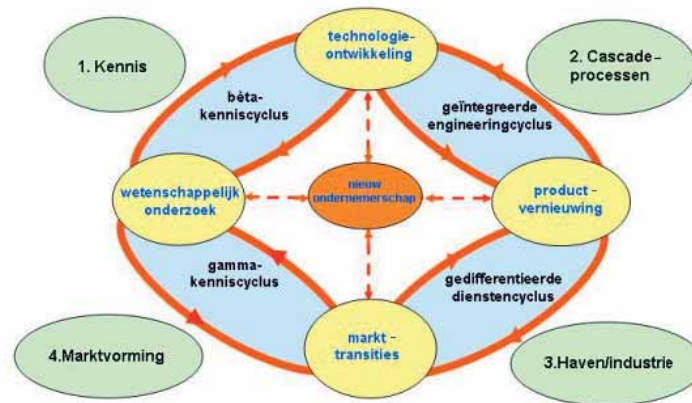 technologie-
ontwikkeling
1. Kennis
2. Cascade-
processen
bèta-
kenniscyclus
geïntegreerde
engineeringcyclus
wetenschappelijk
onderzoek
nieuw
ondernemerschap
product-
vernieuwing
gamma-
kenniscyclus
gedifferentieerde
dienstencyclus
markt-
transities
4.Marktvorming
3.Haven/industrie